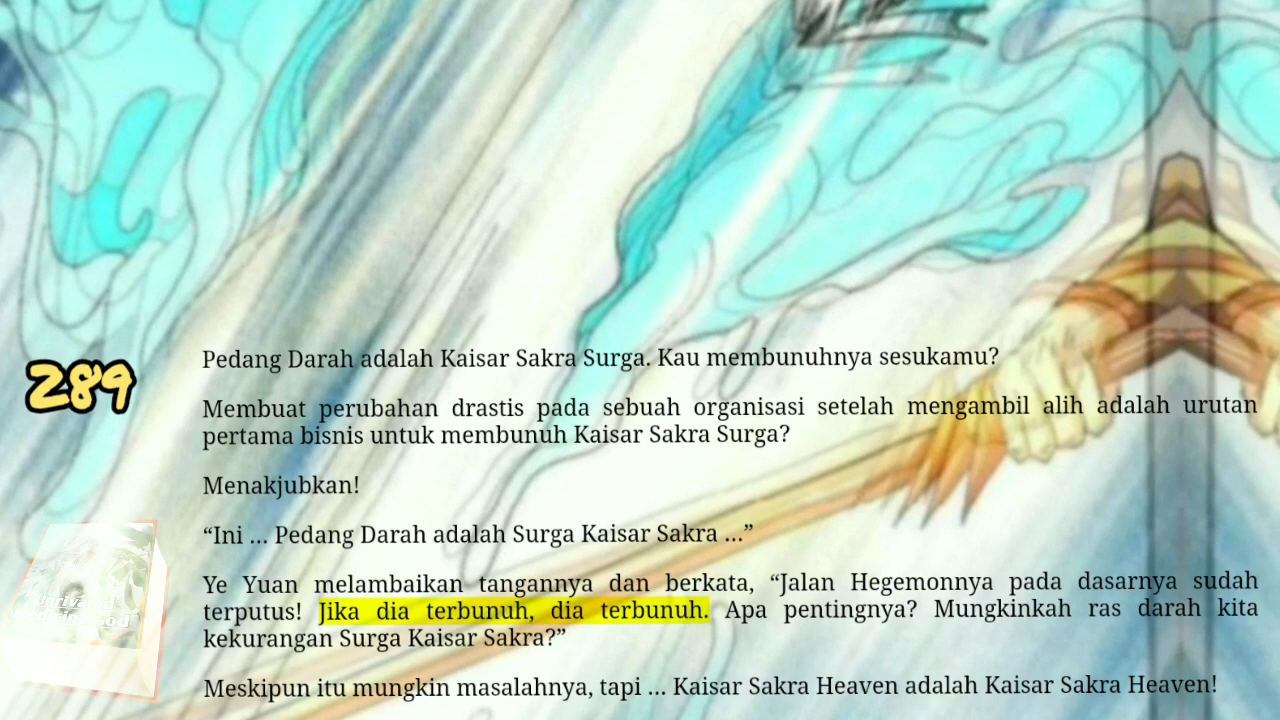 Pedang Darah adalah Kaisar Sakra Surga. Kau membunuhnya sesukamu?
289
Membuat perubahan drastis pada sebuah organisasi setelah mengambil alih adalah urutan
pertama bisnis untuk membunuh Kaisar Sakra Surga?
Menakjubkan!
“Ini ... Pedang Darah adalah Surga Kaisar Sakra ...”
Ye Yuan melambaikan tangannya dan berkata, “Jalan Hegemonnya pada dasarnya sudah
terputus! Jika dia terbunuh, dia terbunuh. Apa pentingnya? Mungkinkah ras darah kita
kekurangan Surga Kaisar Sakra?”
Unrivaled
Medicine God
Meskipun itu mungkin masalahnya, tapi ... Kaisar Sakra Heaven adalah Kaisar Sakra Heaven!